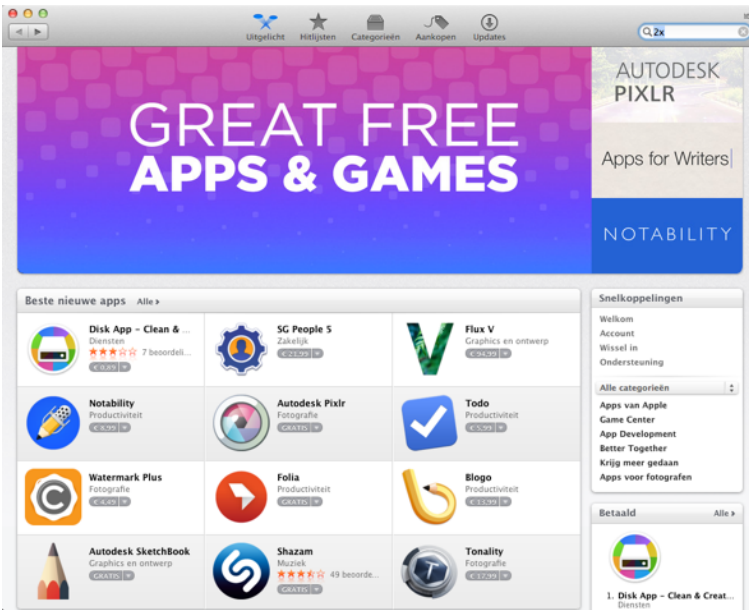 Uitgelicht
Hitlijsten
Categorieën
Aankopen
Updates
2x
GREAT FREE
APPS & GAMES
AUTODESK
PIXLR
Apps for Writers
NOTABILITY
Beste nieuwe apps Alle >
Disk App – Clean & ...
Diensten
7 beoordeli...
€ 0,89
SG People 5
Zakelijk
€ 21,99
Flux V
Graphics en ontwerp
€ 94,99
Notability
Productiviteit
€ 8,99
Autodesk Pixlr
Fotografie
GRATIS
Todo
Productiviteit
€ 5,99
Watermark Plus
Fotografie
€ 4,49
Folia
Productiviteit
GRATIS
Blogo
Productiviteit
€ 13,99
Autodesk SketchBook
Graphics en ontwerp
GRATIS
Shazam
Muziek
49 beoorde...
GRATIS
Tonality
Fotografie
€ 17,99
Snelkoppelingen
Welkom
Account
Wissel in
Ondersteuning
Alle categorieën
Apps van Apple
Game Center
App Development
Better Together
Krijg meer gedaan
Apps voor fotografen
Betaald Alle >
1. Disk App – Clean & Creat...
Diensten